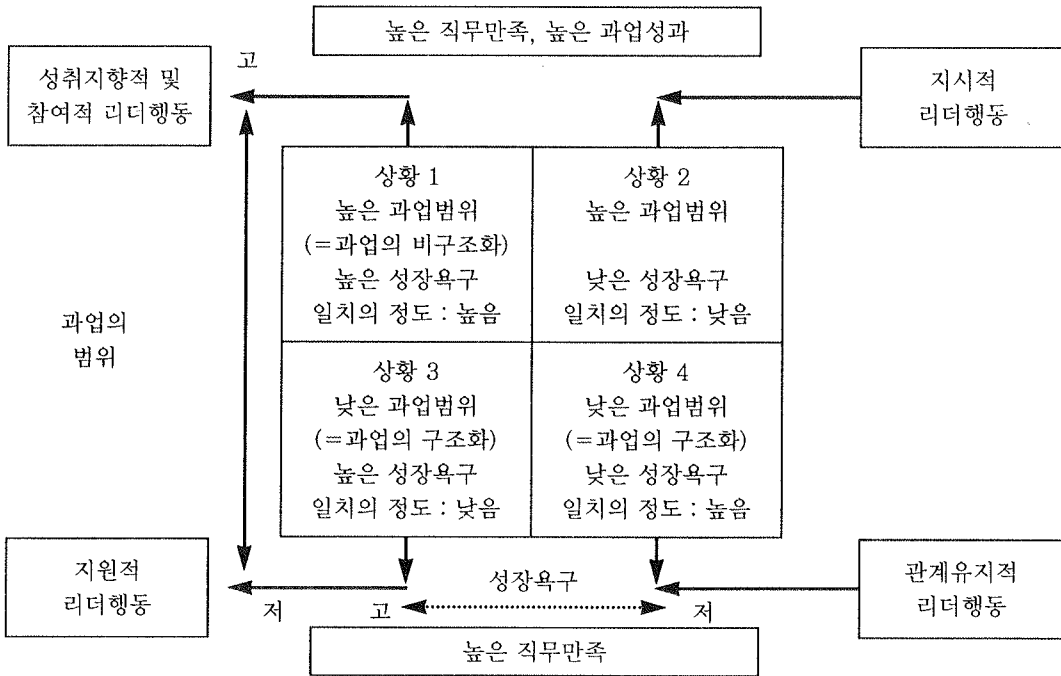 높은 직무만족, 높은 과업성과
고
성취지향적 및
참여적 리더행동
지시적
리더행동
상황 1
높은 과업범위
(=과업의 비구조화)
높은 성장욕구
일치의 정도 : 높음
상황 2
높은 과업범위
낮은 성장욕구
일치의 정도 : 낮음
과업의
범위
상황 3
낮은 과업범위
(=과업의 구조화)
높은 성장욕구
일치의 정도 : 낮음
상황 4
낮은 과업범위
(=과업의 구조화)
낮은 성장욕구
일치의 정도 : 높음
지원적
리더행동
성장욕구
관계유지적
리더행동
저
고
저
높은 직무만족